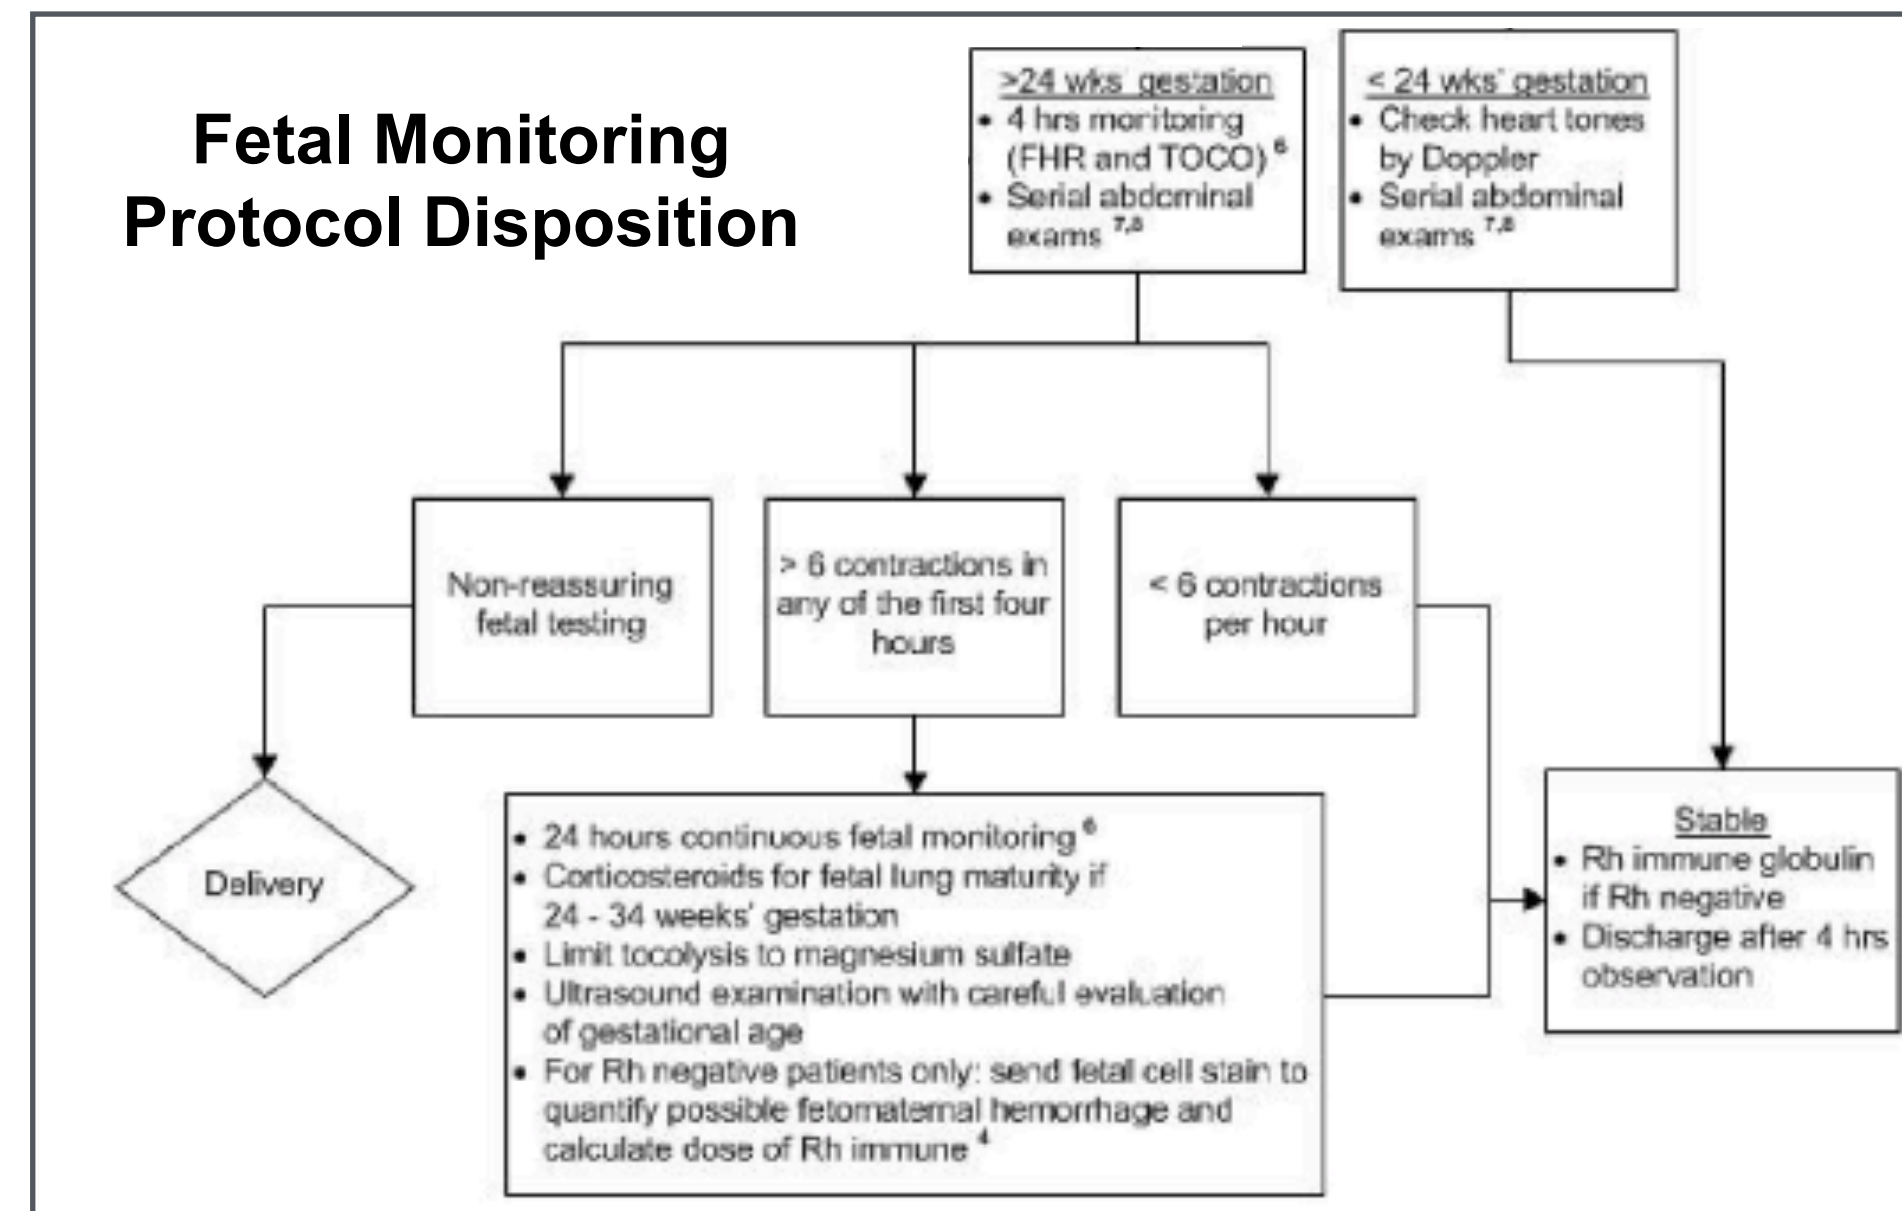 Fetal Monitoring
Protocol Disposition
>24 wks' gestation
• 4 hrs monitoring
(FHR and TOCO) 6
• Serial abdominal
exams 7,8
< 24 wks' gestation
• Check heart tones
by Doppler
• Serial abdominal
exams 7,8
Non-reassuring
fetal testing
> 6 contractions in
any of the first four
hours
< 6 contractions
per hour
Delivery
• 24 hours continuous fetal monitoring 6
• Corticosteroids for fetal lung maturity if
24 - 34 weeks' gestation
• Limit tocolysis to magnesium sulfate
• Ultrasound examination with careful evaluation
of gestational age
• For Rh negative patients only: send fetal cell stain to
quantify possible fetomaternal hemorrhage and
calculate dose of Rh immune 4
Stable
• Rh immune globulin
if Rh negative
• Discharge after 4 hrs
observation